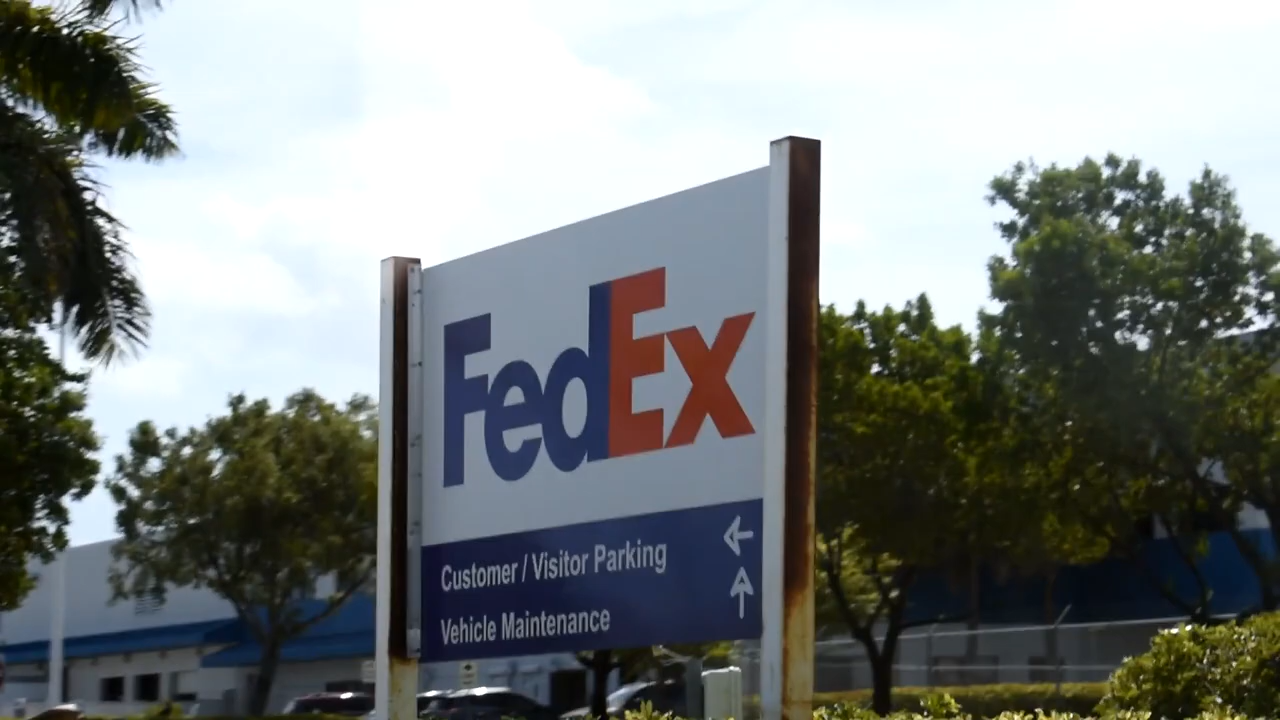 FedEx
Customer / Visitor Parking ←
Vehicle Maintenance ↑